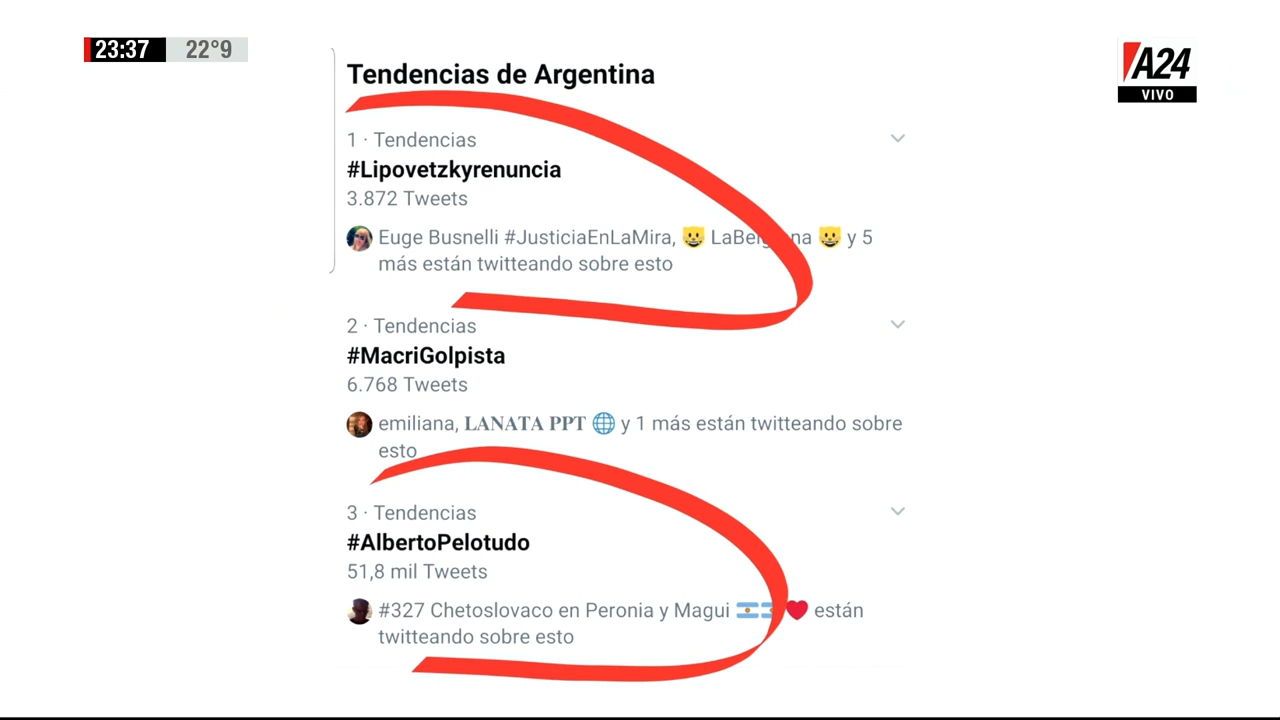 23:37 22°9
A24
VIVO
Tendencias de Argentina
1 · Tendencias
#Lipovetzkyrenuncia
3.872 Tweets
Euge Busnelli #JusticiaEnLaMira, 😺 LaBelg na 😺 y 5
más están twitteando sobre esto
2 · Tendencias
#MacriGolpista
6.768 Tweets
emiliana, LANATA PPT 🌐 y 1 más están twitteando sobre
esto
3 · Tendencias
#AlbertoPelotudo
51,8 mil Tweets
#327 Chetoslovaco en Peronia y Magui 🇦🇷🇦🇷 ❤️ están
twitteando sobre esto